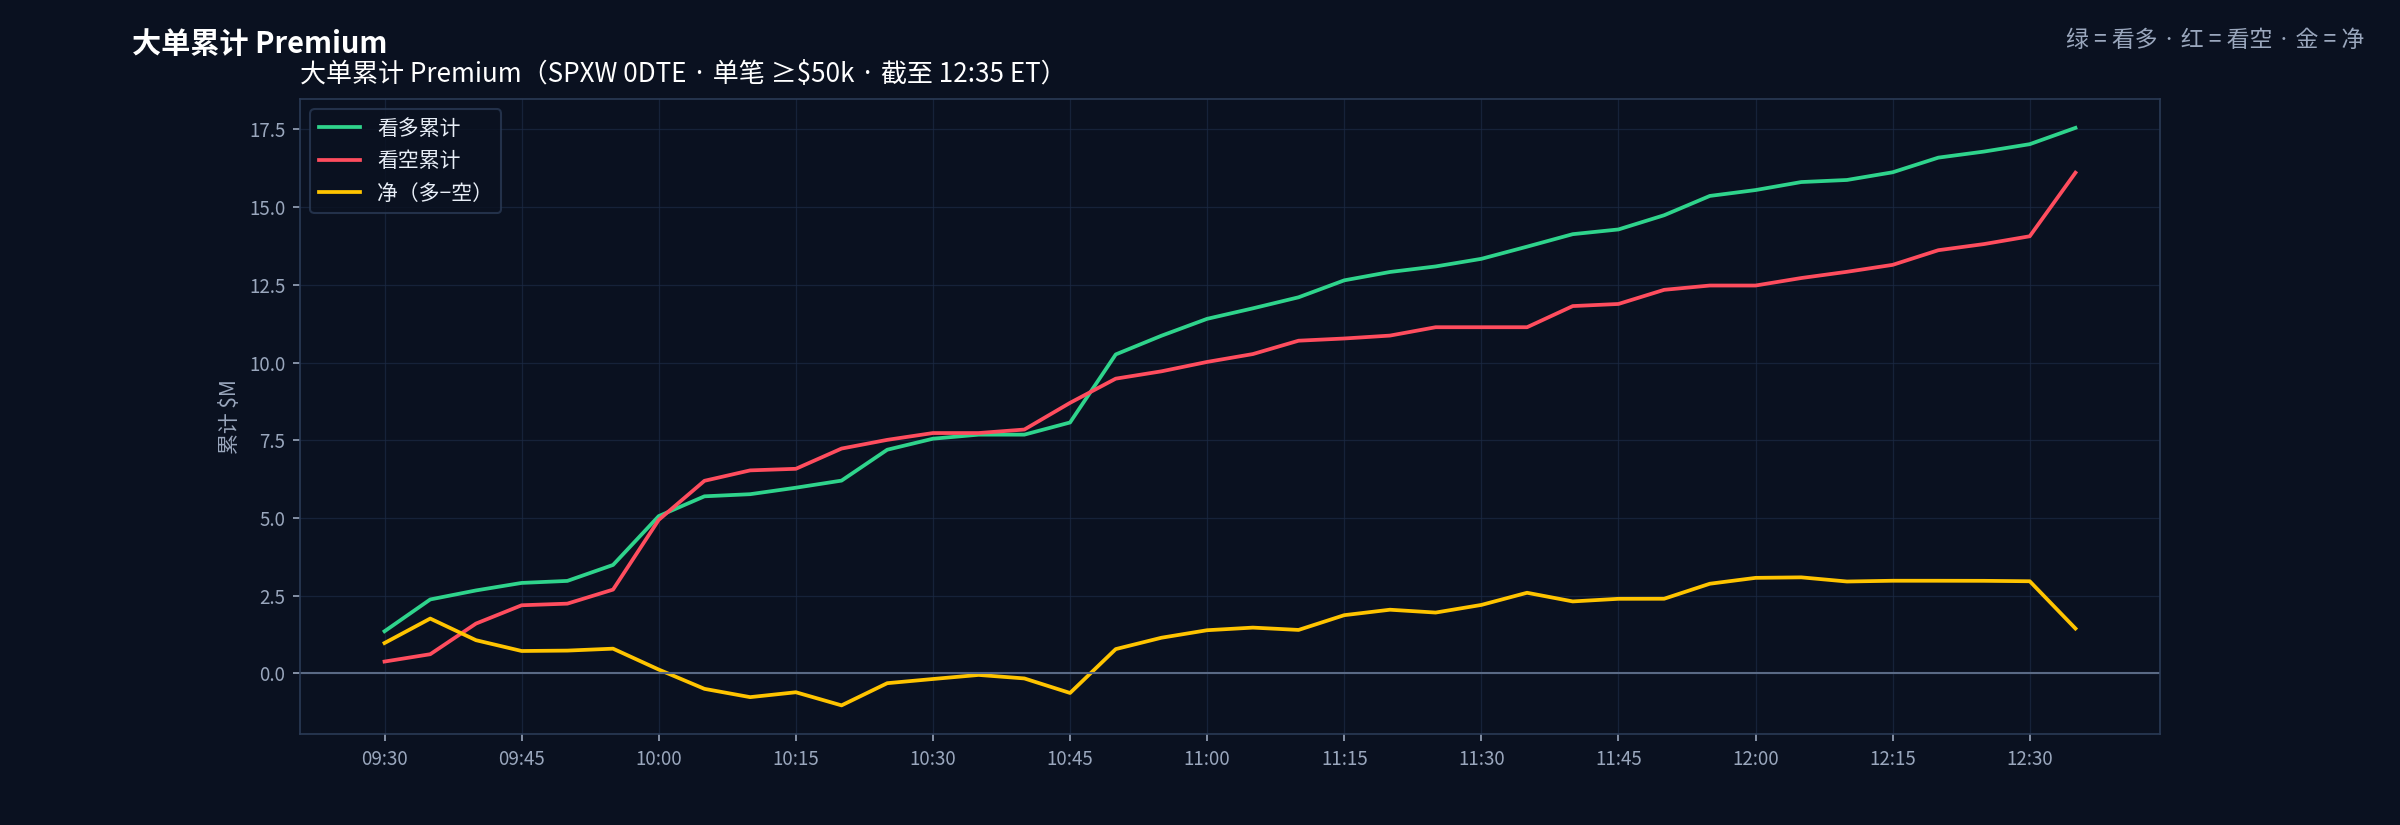 大单累计 Premium
绿 = 看多 · 红 = 看空 · 金 = 净
大单累计 Premium（SPXW 0DTE · 单笔 ≥$50k · 截至 12:35 ET）
看多累计
看空累计
净（多−空）
累计 $M
17.5
15.0
12.5
10.0
7.5
5.0
2.5
0.0
09:30 09:45 10:00 10:15 10:30 10:45 11:00 11:15 11:30 11:45 12:00 12:15 12:30